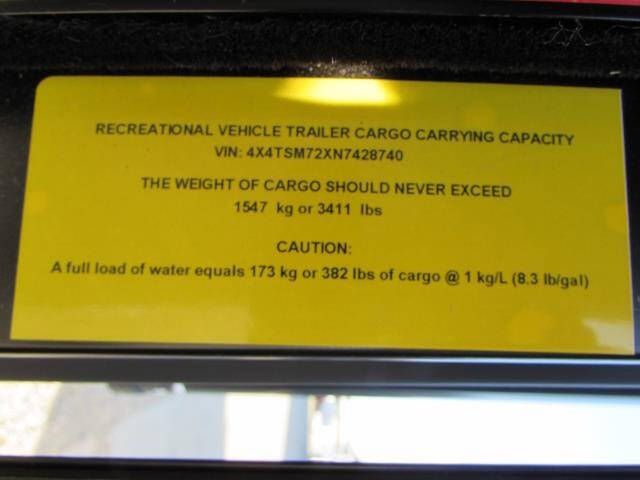 RECREATIONAL VEHICLE TRAILER CARGO CARRYING CAPACITY
VIN: 4X4TSM72XN7428740
THE WEIGHT OF CARGO SHOULD NEVER EXCEED
1547 kg or 3411 lbs
CAUTION:
A full load of water equals 173 kg or 382 lbs of cargo @ 1 kg/L (8.3 lb/gal)